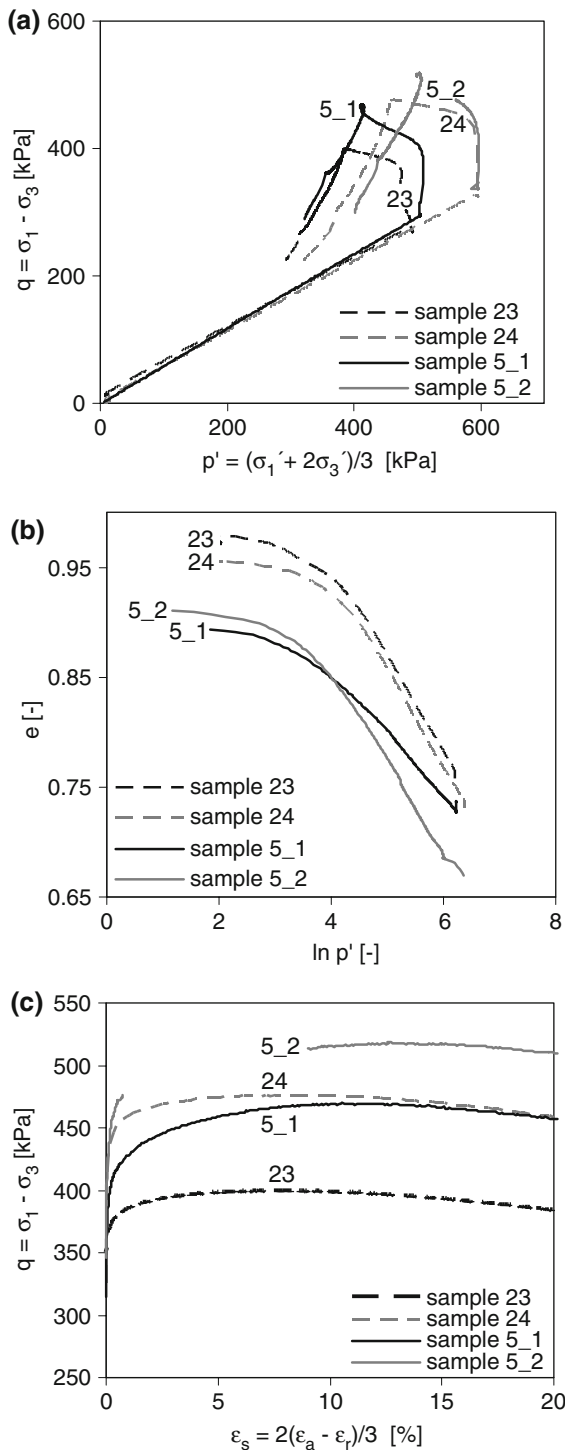 (a)
600
400
200
0
q = σ1 - σ3 [kPa]
5_1
5_2
24
23
sample 23
sample 24
sample 5_1
sample 5_2
0 200 400 600
p' = (σ1´+ 2σ3´)/3 [kPa]
(b)
0.95
0.85
0.75
0.65
e [-]
23
24
5_2
5_1
sample 23
sample 24
sample 5_1
sample 5_2
0 2 4 6 8
ln p' [-]
(c)
550
500
450
400
350
300
250
q = σ1 - σ3 [kPa]
5_2
24
5_1
23
sample 23
sample 24
sample 5_1
sample 5_2
0 5 10 15 20
εs = 2(εa - εr)/3 [%]